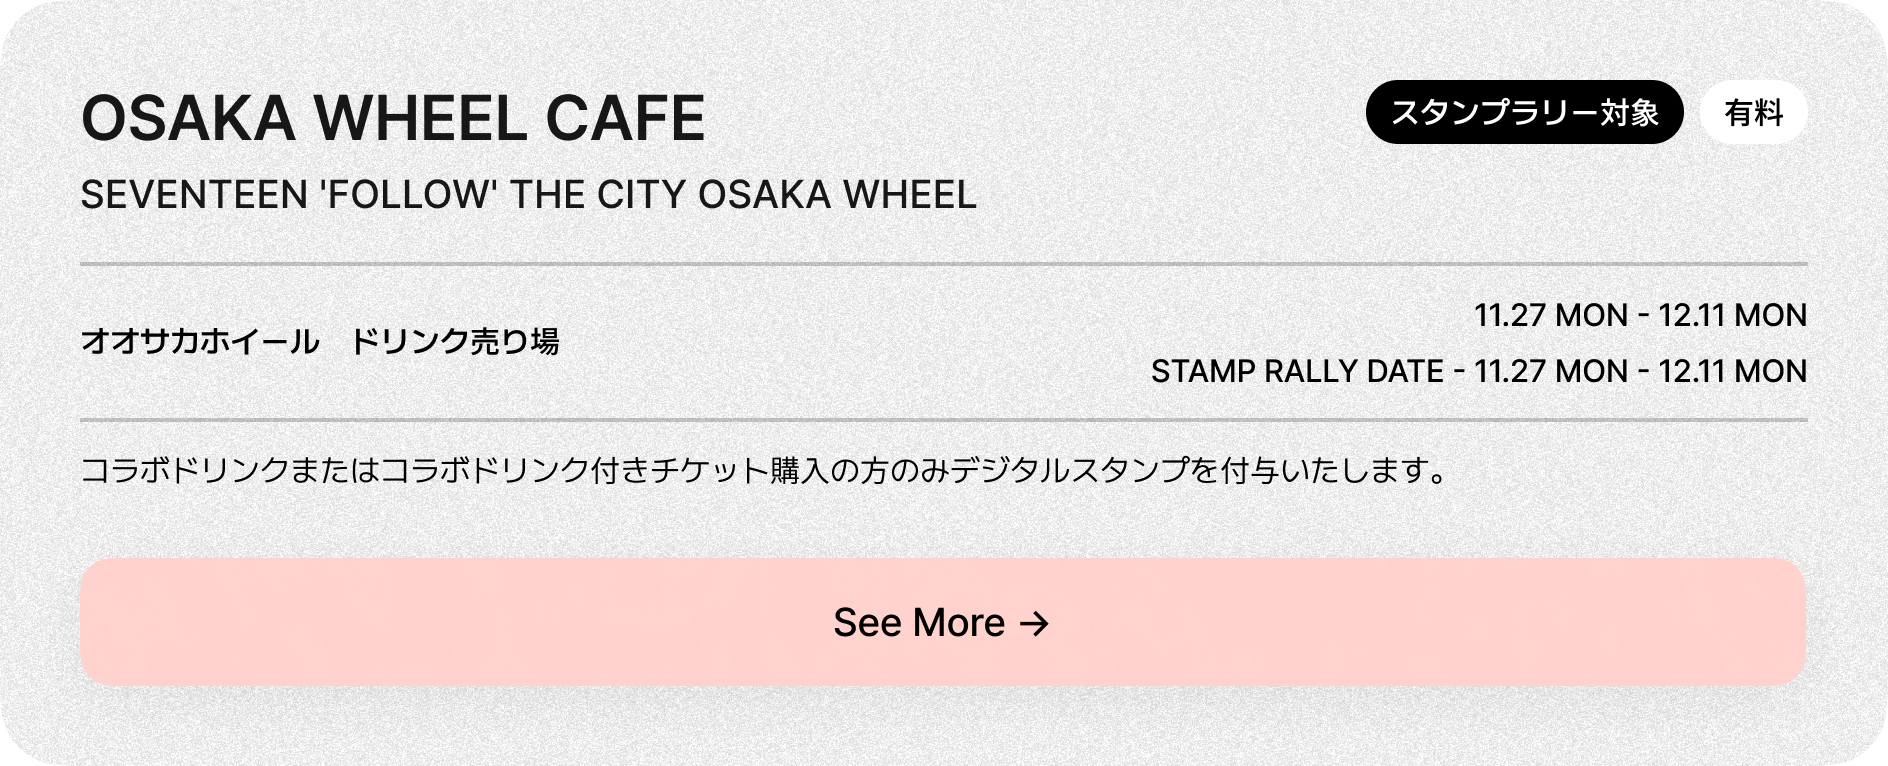 OSAKA WHEEL CAFE
スタンプラリー対象
有料
SEVENTEEN 'FOLLOW' THE CITY OSAKA WHEEL
オオサカホイール　ドリンク売り場
11.27 MON - 12.11 MON
STAMP RALLY DATE - 11.27 MON - 12.11 MON
コラボドリンクまたはコラボドリンク付きチケット購入の方のみデジタルスタンプを付与いたします。
See More →